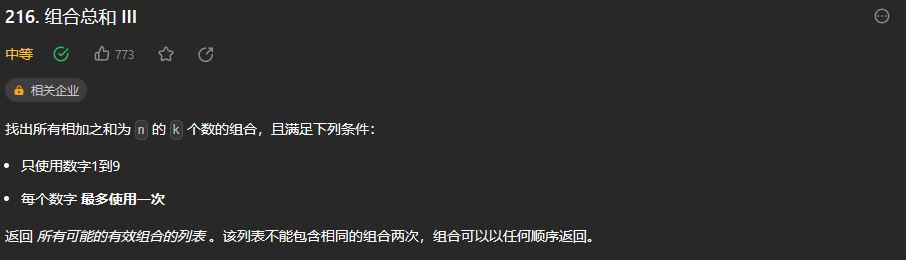 216. 组合总和 III
中等 773
相关企业
找出所有相加之和为 n 的 k 个数的组合，且满足下列条件：
只使用数字1到9
每个数字 最多使用一次
返回 所有可能的有效组合的列表 。该列表不能包含相同的组合两次，组合可以以任何顺序返回。